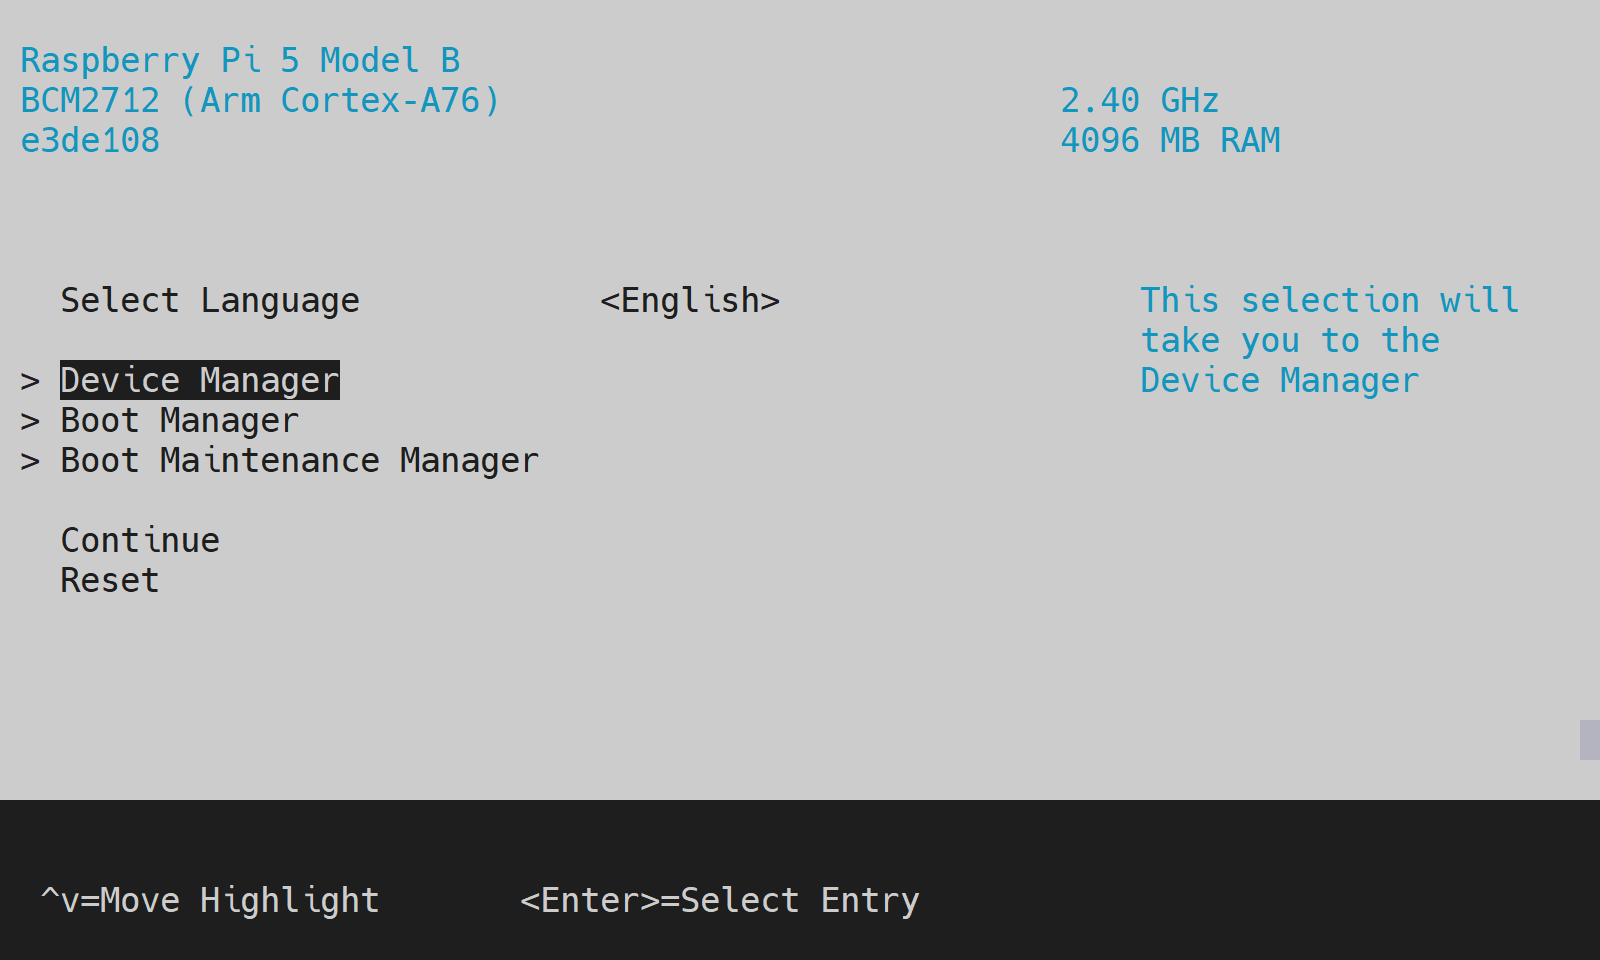 Raspberry Pi 5 Model B
BCM2712 (Arm Cortex-A76) 2.40 GHz
e3de108 4096 MB RAM
Select Language <English> This selection will
take you to the
> Device Manager Device Manager
> Boot Manager
> Boot Maintenance Manager
Continue
Reset
^v=Move Highlight <Enter>=Select Entry